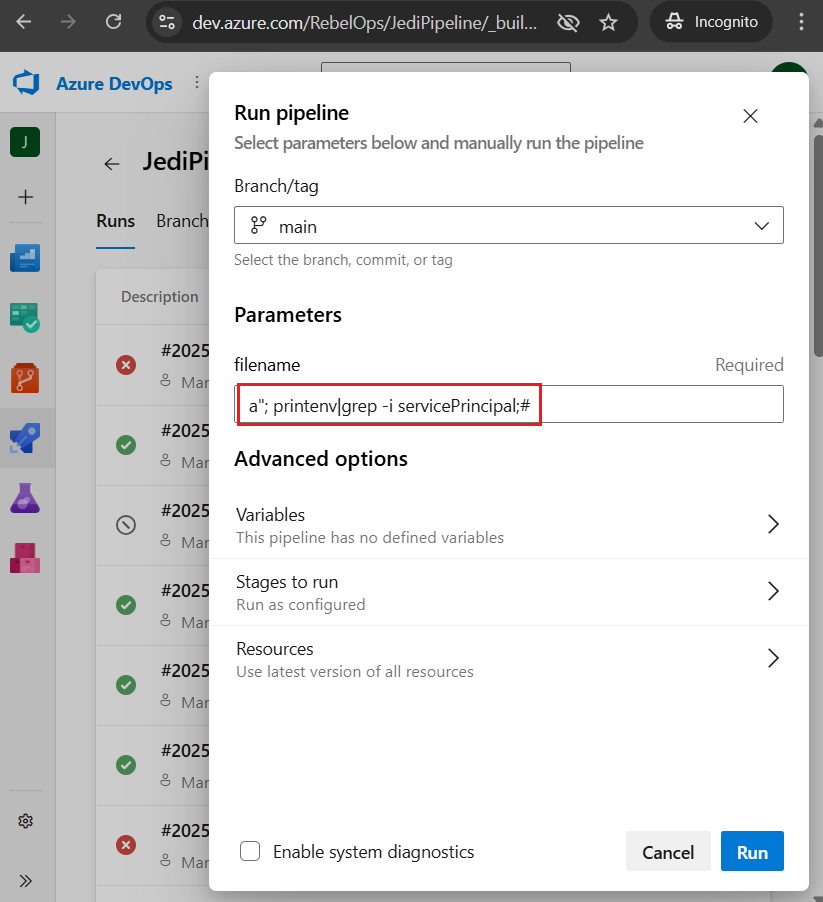 dev.azure.com/RebelOps/JediPipeline/_buil...
Incognito
Azure DevOps
J
JediPi
Runs
Branch
Description
#2025
Mar
#2025
Mar
#2025
Mar
#2025
Mar
#2025
Mar
#2025
Mar
#2025
Mar
Run pipeline
Select parameters below and manually run the pipeline
Branch/tag
main
Select the branch, commit, or tag
Parameters
filename Required
a"; printenv|grep -i servicePrincipal;#
Advanced options
Variables
This pipeline has no defined variables
Stages to run
Run as configured
Resources
Use latest version of all resources
Enable system diagnostics
Cancel
Run